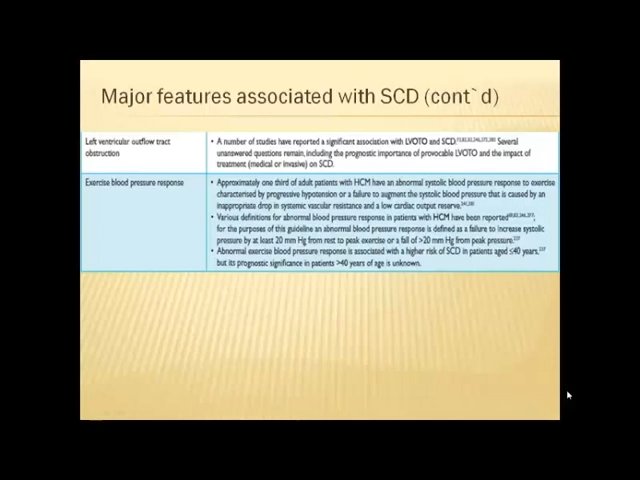 Major features associated with SCD (cont`d)
Left ventricular outflow tract obstruction
• A number of studies have reported a significant association with LVOTO and SCD. Several
unanswered questions remain, including the prognostic importance of provocable LVOTO and the impact of
treatment (medical or invasive) on SCD.
Exercise blood pressure response
• Approximately one third of adult patients with HCM have an abnormal systolic blood pressure response to exercise
characterised by progressive hypotension or a failure to augment the systolic blood pressure that is caused by an
inappropriate drop in systemic vascular resistance and a low cardiac output reserve.
• Various definitions for abnormal blood pressure response in patients with HCM have been reported ;
for the purposes of this guideline an abnormal blood pressure response is defined as a failure to increase systolic
pressure by at least 20 mm Hg from rest to peak exercise or a fall of >20 mm Hg from peak pressure.
• Abnormal exercise blood pressure response is associated with a higher risk of SCD in patients aged ≤40 years,
but its prognostic significance in patients >40 years of age is unknown.